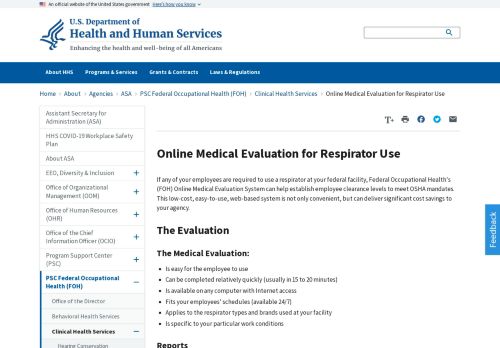 An official website of the United States government Here's how you know
U.S. Department of
Health and Human Services
Enhancing the health and well-being of all Americans
About HHS Programs & Services Grants & Contracts Laws & Regulations
Home › About › Agencies › ASA › PSC Federal Occupational Health (FOH) › Clinical Health Services › Online Medical Evaluation for Respirator Use
Assistant Secretary for
Administration (ASA)
HHS COVID-19 Workplace Safety
Plan
About ASA
EEO, Diversity & Inclusion
Office of Organizational
Management (OOM)
Office of Human Resources
(OHR)
Office of the Chief
Information Officer (OCIO)
Program Support Center
(PSC)
PSC Federal Occupational
Health (FOH)
Office of the Director
Behavioral Health Services
Clinical Health Services
Hearing Conservation
T+
Online Medical Evaluation for Respirator Use
If any of your employees are required to use a respirator at your federal facility, Federal Occupational Health's
(FOH) Online Medical Evaluation System can help establish employee clearance levels to meet OSHA mandates.
This low-cost, easy-to-use, web-based system is not only convenient, but can deliver significant cost savings to
your agency.
The Evaluation
The Medical Evaluation:
Is easy for the employee to use
Can be completed relatively quickly (usually in 15 to 20 minutes)
Is available on any computer with Internet access
Fits your employees' schedules (available 24/7)
Applies to the respirator types and brands used at your facility
Is specific to your particular work conditions
Reports
Feedback